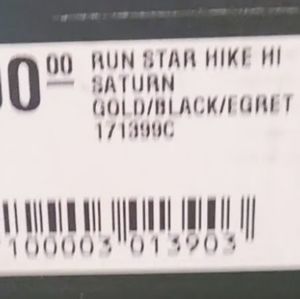 00 RUN STAR HIKE HI
SATURN
GOLD/BLACK/EGRET
171399C
100003 013903